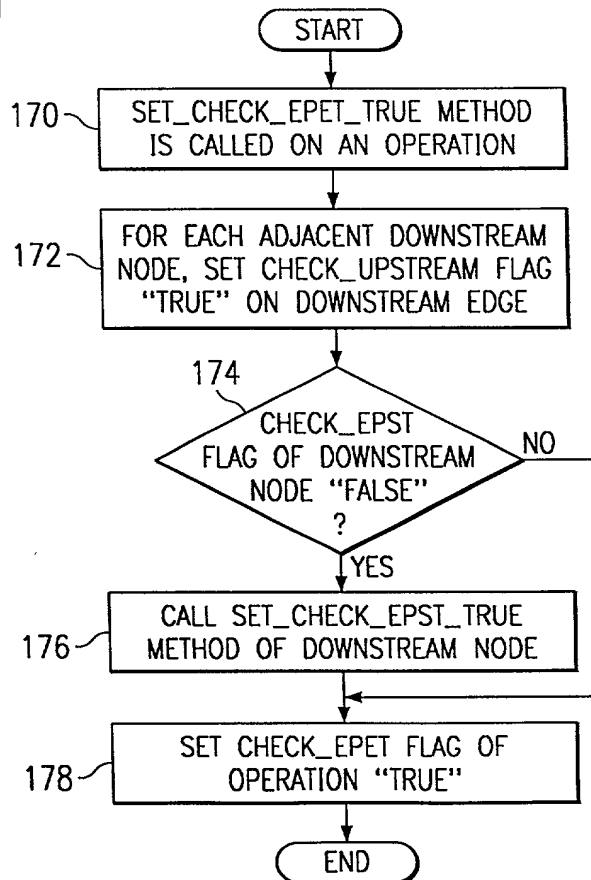 START
170
SET_CHECK_EPET_TRUE METHOD
IS CALLED ON AN OPERATION
172
FOR EACH ADJACENT DOWNSTREAM
NODE, SET CHECK_UPSTREAM FLAG
"TRUE" ON DOWNSTREAM EDGE
174
CHECK_EPST
FLAG OF DOWNSTREAM
NODE "FALSE"
?
NO
YES
176
CALL SET_CHECK_EPST_TRUE
METHOD OF DOWNSTREAM NODE
178
SET CHECK_EPET FLAG OF
OPERATION "TRUE"
END